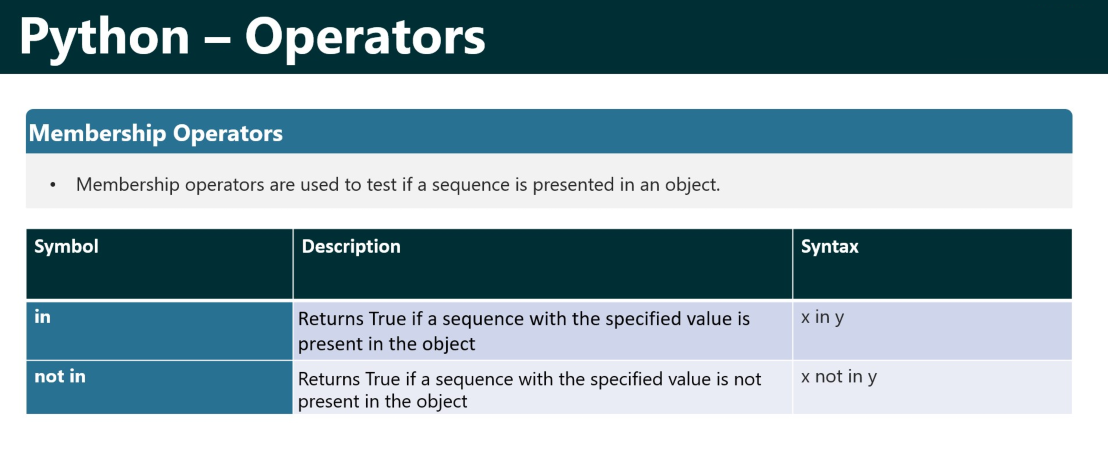 Python – Operators
Membership Operators
• Membership operators are used to test if a sequence is presented in an object.
Symbol Description Syntax
in Returns True if a sequence with the specified value is x in y
present in the object
not in Returns True if a sequence with the specified value is not x not in y
present in the object